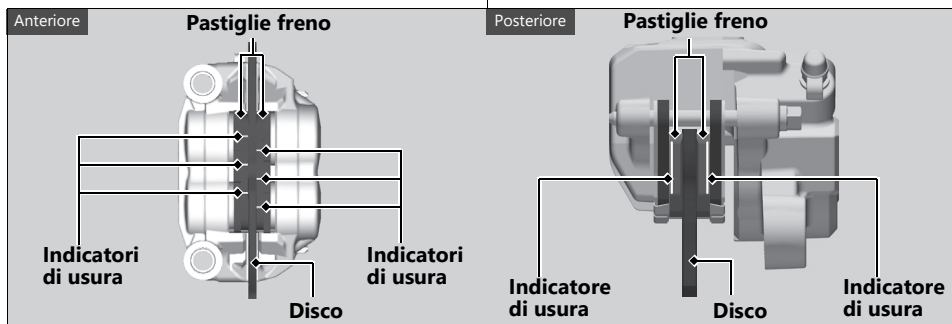 Anteriore
Pastiglie freno
Indicatori
di usura
Indicatori
di usura
Disco
Posteriore
Pastiglie freno
Indicatore
di usura
Disco
Indicatore
di usura